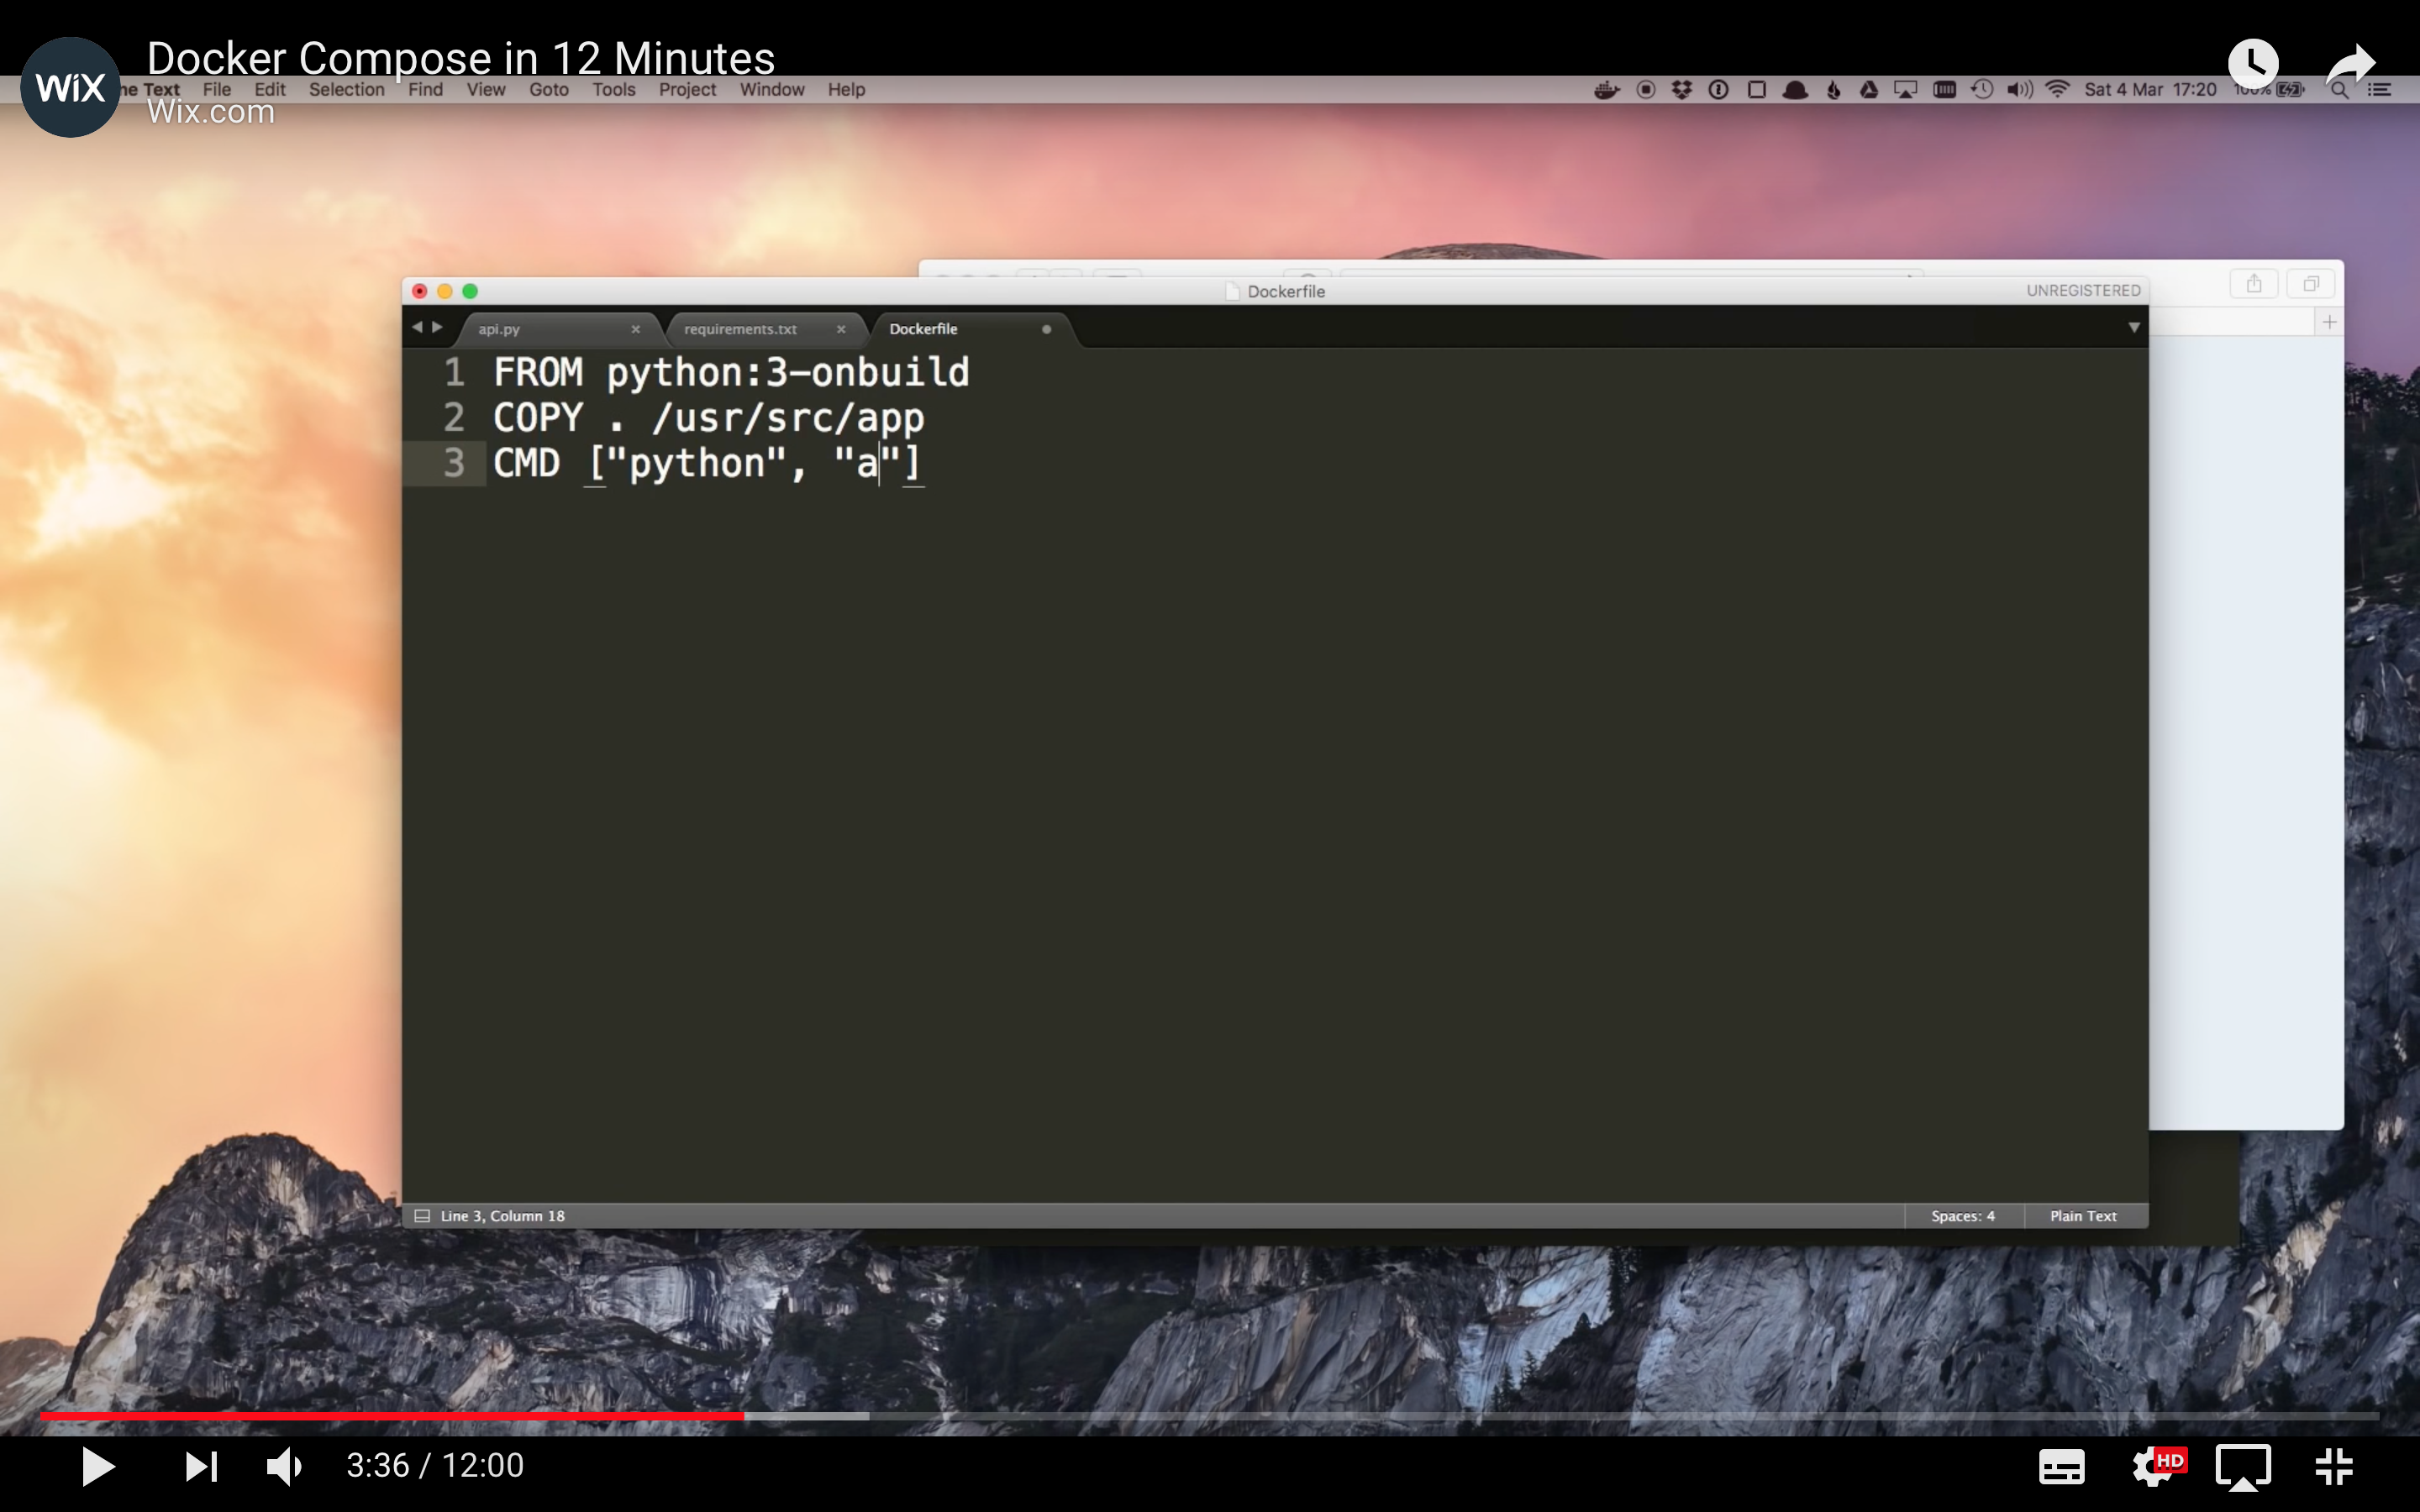 Docker Compose in 12 Minutes
WiX
ne Text File Edit Selection Find View Goto Tools Project Window Help Sat 4 Mar 17:20 100%
Wix.com
Dockerfile UNREGISTERED
api.py requirements.txt Dockerfile
1 FROM python:3-onbuild
2 COPY . /usr/src/app
3 CMD ["python", "a"]
Line 3, Column 18 Spaces: 4 Plain Text
3:36 / 12:00 HD